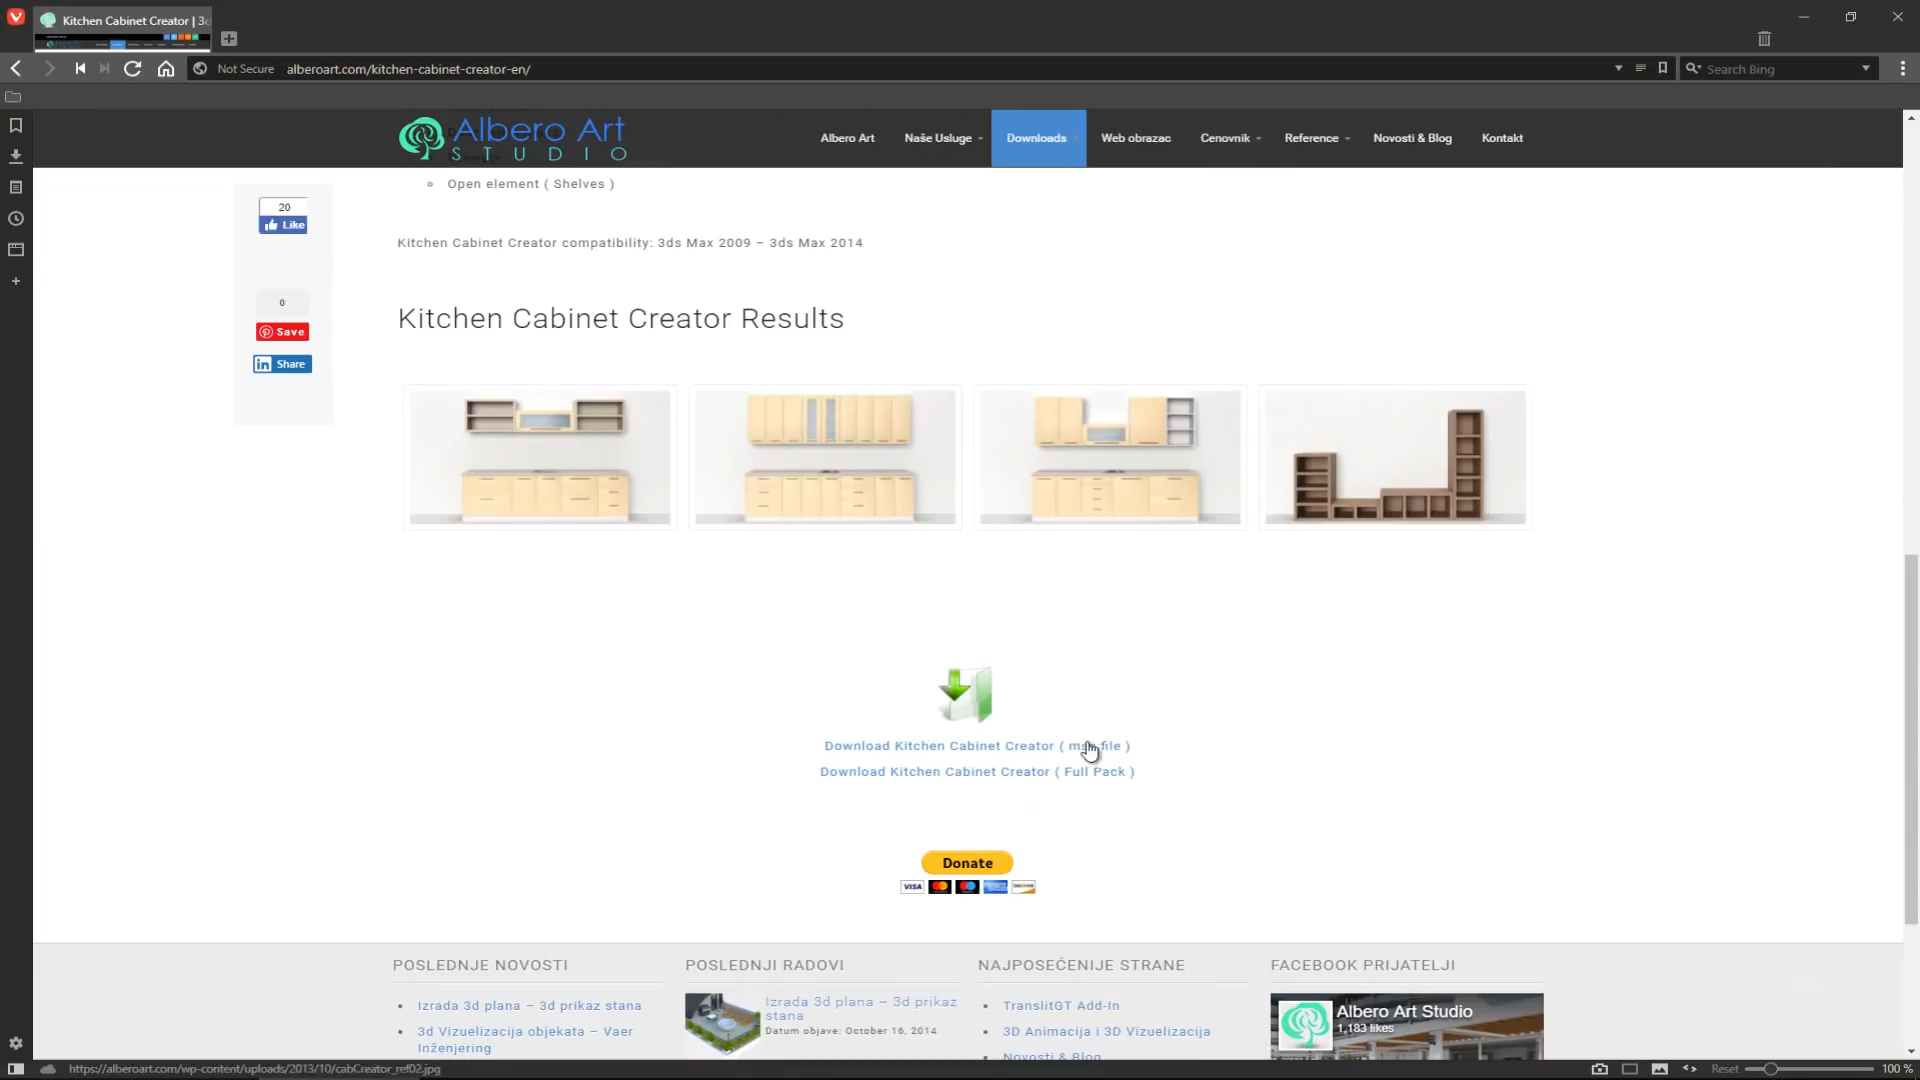 Kitchen Cabinet Creator | 3
Not Secure
alberoart.com/kitchen-cabinet-creator-en/
Search Bing
Albero Art
STUDIO
Albero Art
Naše Usluge
Downloads
Web obrazac
Cenovnik
Reference
Novosti & Blog
Kontakt
20
Like
0
Save
in Share
Open element ( Shelves )
Kitchen Cabinet Creator compatibility: 3ds Max 2009 – 3ds Max 2014
Kitchen Cabinet Creator Results
Download Kitchen Cabinet Creator ( file )
Download Kitchen Cabinet Creator ( Full Pack )
Donate
VISA
POSLEDNJE NOVOSTI
Izrada 3d plana – 3d prikaz stana
3d Vizuelizacija objekata – Vaer
Inženjering
POSLEDNJI RADOVI
Izrada 3d plana – 3d prikaz
stana
Datum objave: October 16, 2014
NAJPOSEĆENIJE STRANE
TranslitGT Add-In
3D Animacija i 3D Vizuelizacija
Novosti & Blog
FACEBOOK PRIJATELJI
Albero Art Studio
1,183 likes
https://alberoart.com/wp-content/uploads/2013/10/cabCreator_ref02.jpg
Reset
100 %